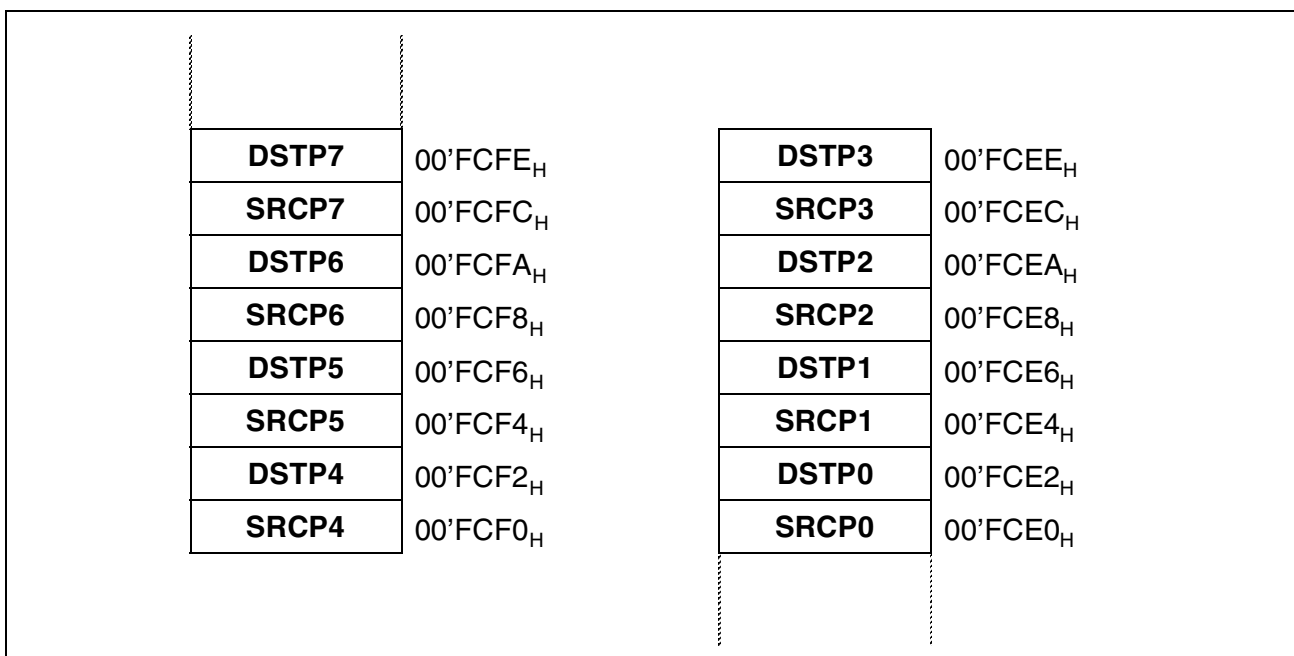 DSTP7 00'FCFEH DSTP3 00'FCEEH
SRCP7 00'FCFCH SRCP3 00'FCECH
DSTP6 00'FCFAH DSTP2 00'FCEAH
SRCP6 00'FCF8H SRCP2 00'FCE8H
DSTP5 00'FCF6H DSTP1 00'FCE6H
SRCP5 00'FCF4H SRCP1 00'FCE4H
DSTP4 00'FCF2H DSTP0 00'FCE2H
SRCP4 00'FCF0H SRCP0 00'FCE0H